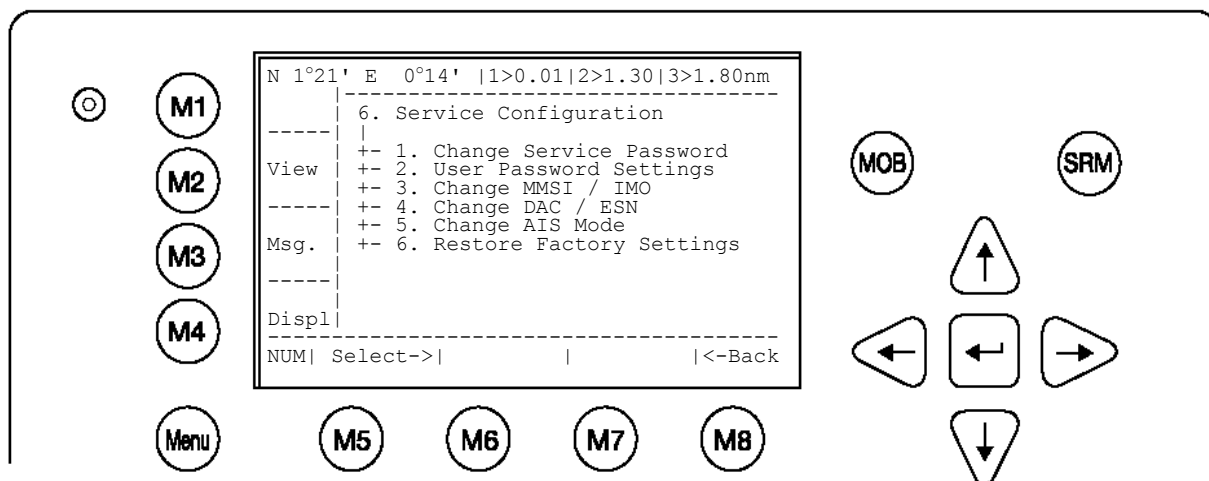 N 1°21' E  0°14' |1>0.01|2>1.30|3>1.80nm
6. Service Configuration
+- 1. Change Service Password
View | +- 2. User Password Settings
+- 3. Change MMSI / IMO
+- 4. Change DAC / ESN
+- 5. Change AIS Mode
Msg. | +- 6. Restore Factory Settings
Displ|
NUM| Select->|        |        |<-Back
M1
M2
M3
M4
Menu
M5
M6
M7
M8
MOB
SRM